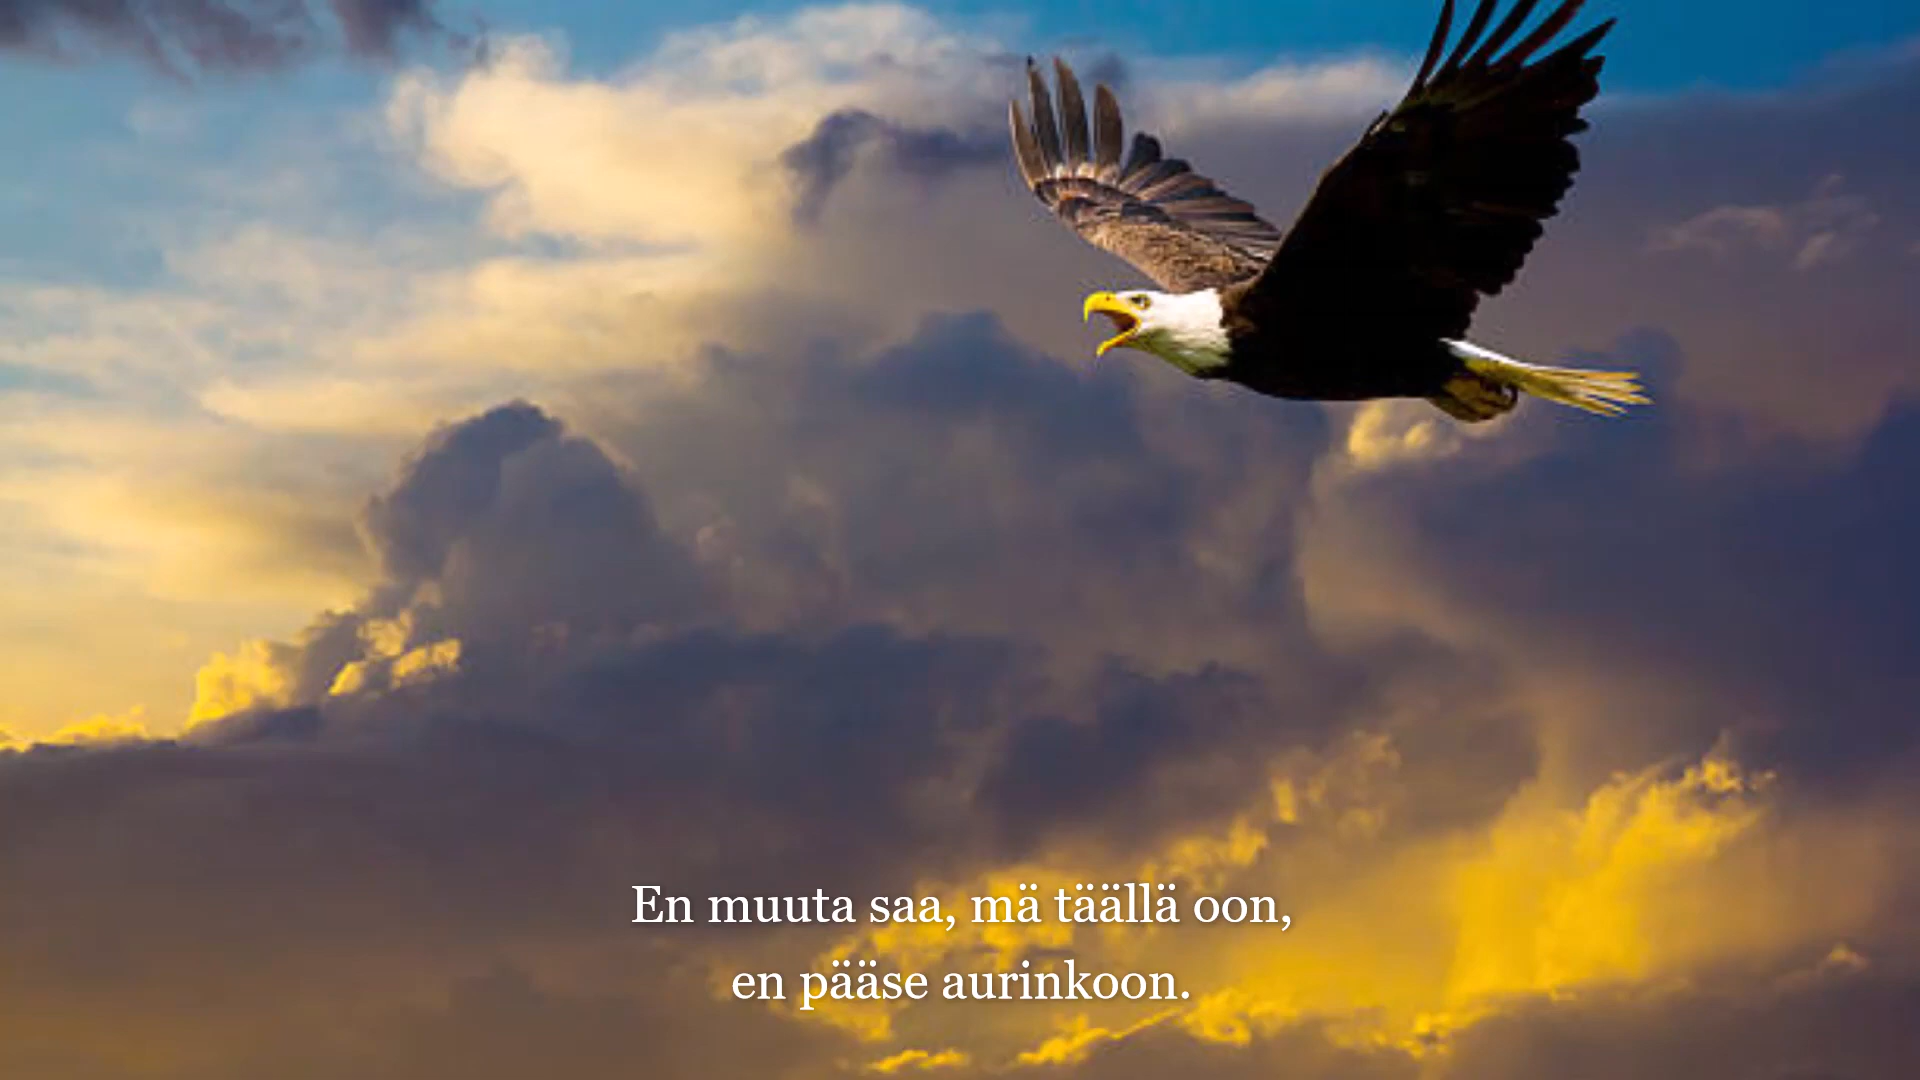 En muuta saa, mä täällä oon,
en pääse aurinkoon.